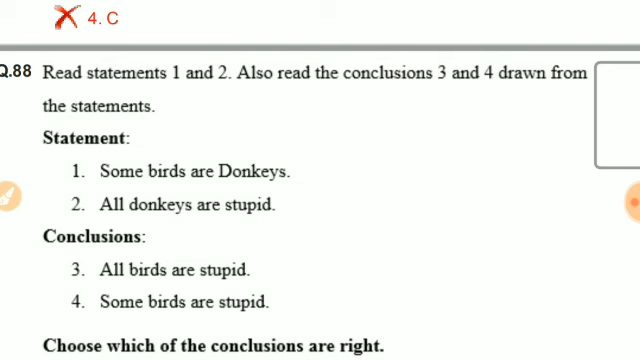 4. C
Q.88 Read statements 1 and 2. Also read the conclusions 3 and 4 drawn from
the statements.
Statement:
1. Some birds are Donkeys.
2. All donkeys are stupid.
Conclusions:
3. All birds are stupid.
4. Some birds are stupid.
Choose which of the conclusions are right.